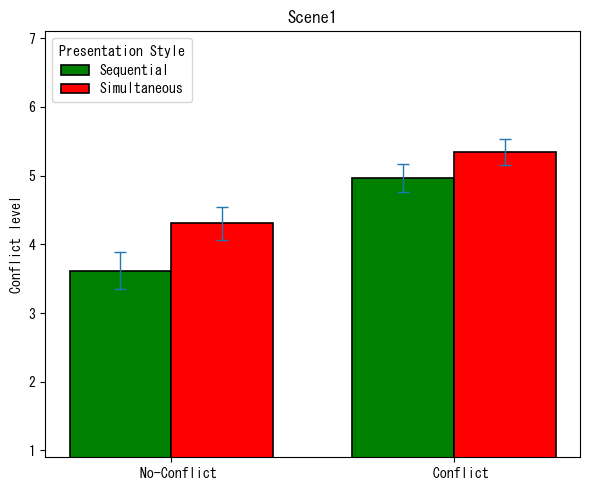 Scene1
7
6
5
4
3
2
1
Conflict level
Presentation Style
Sequential
Simultaneous
No-Conflict
Conflict